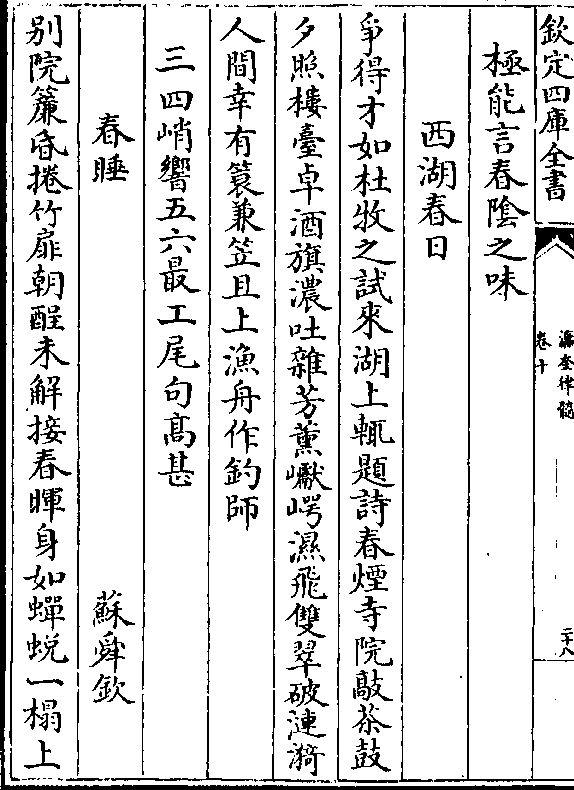 欽定四庫全書
瀛奎律髓
卷十
二十八
極能言春陰之味
西湖春日
爭得才如杜牧之試來湖上輒題詩春煙寺院敲茶鼓
夕照樓臺卓酒旗濃吐雜芳薰巘崿濕飛雙翠破漣漪
人間幸有簑兼笠且上漁舟作釣師
三四峭響五六最工尾句髙甚
春睡　蘇舜欽
别院簾昏捲竹扉朝酲未解接春暉身如蟬蛻一榻上